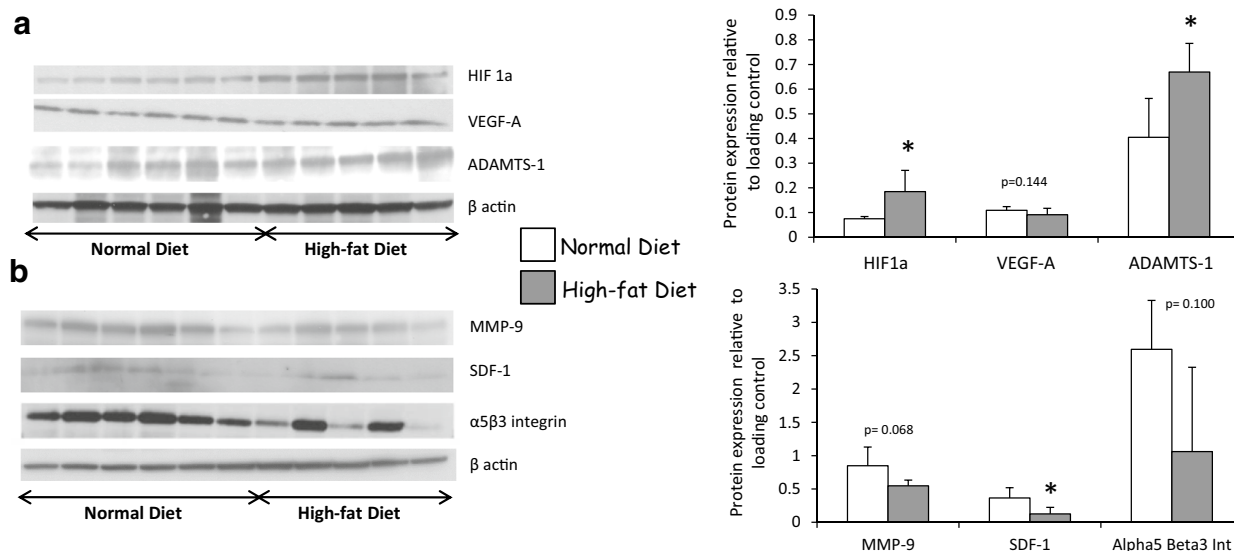 a
HIF 1a
VEGF-A
ADAMTS-1
β actin
Normal Diet
High-fat Diet
b
MMP-9
SDF-1
α5β3 integrin
β actin
Normal Diet
High-fat Diet
Normal Diet
High-fat Diet
Protein expression relative
to loading control
0.9
0.8
0.7
0.6
0.5
0.4
0.3
0.2
0.1
0
*
p=0.144
*
HIF1a
VEGF-A
ADAMTS-1
Protein expression relative to
loading control
3.5
3
2.5
2
1.5
1
0.5
0
p= 0.068
*
p= 0.100
MMP-9
SDF-1
Alpha5 Beta3 Int